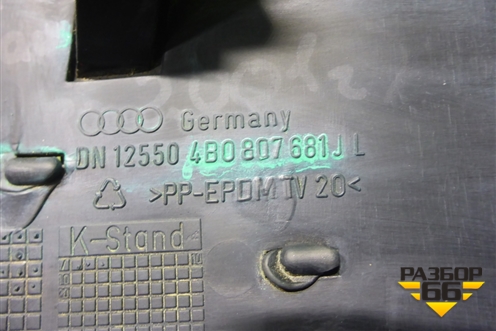 Germany
DN 12550 4B0 807 681 J L
>PP-EPDM TV 20<
K-Stand
РАЗБОР
66